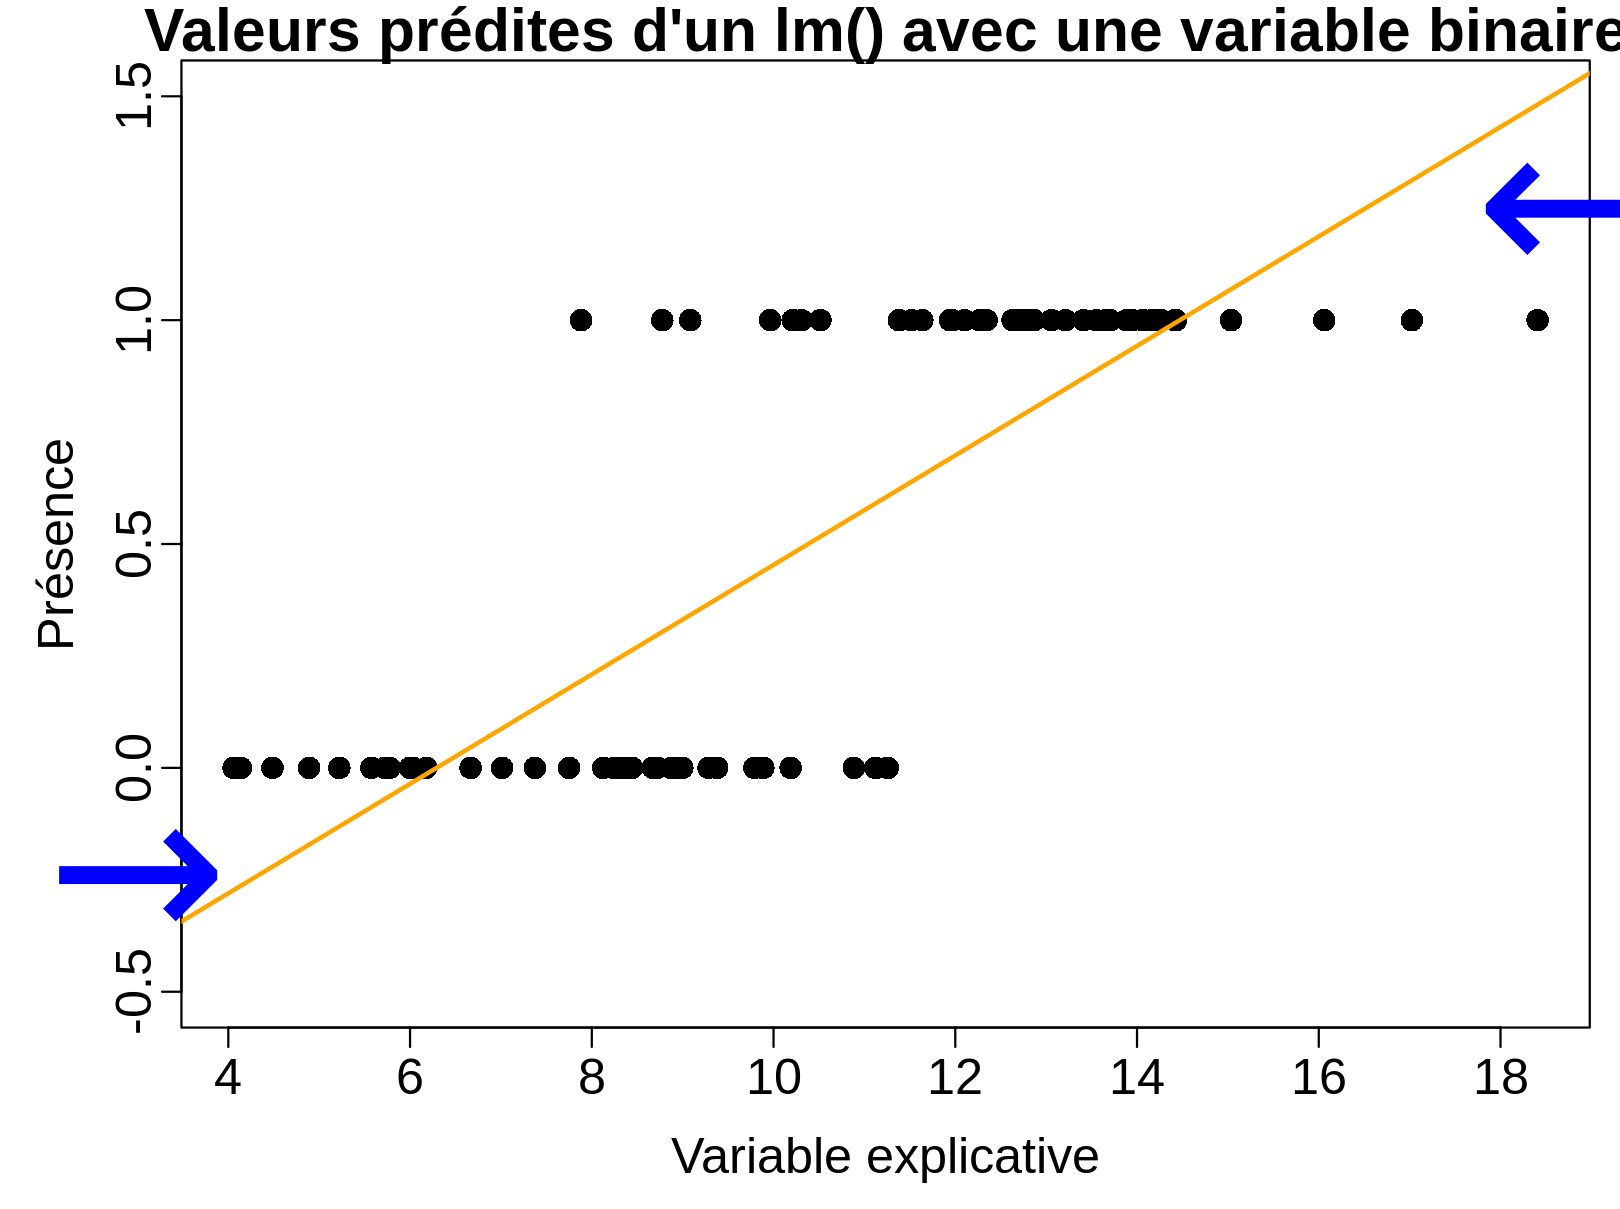 Valeurs prédites d'un lm() avec une variable binaire
1.5
1.0
0.5
0.0
-0.5
Présence
4 6 8 10 12 14 16 18
Variable explicative